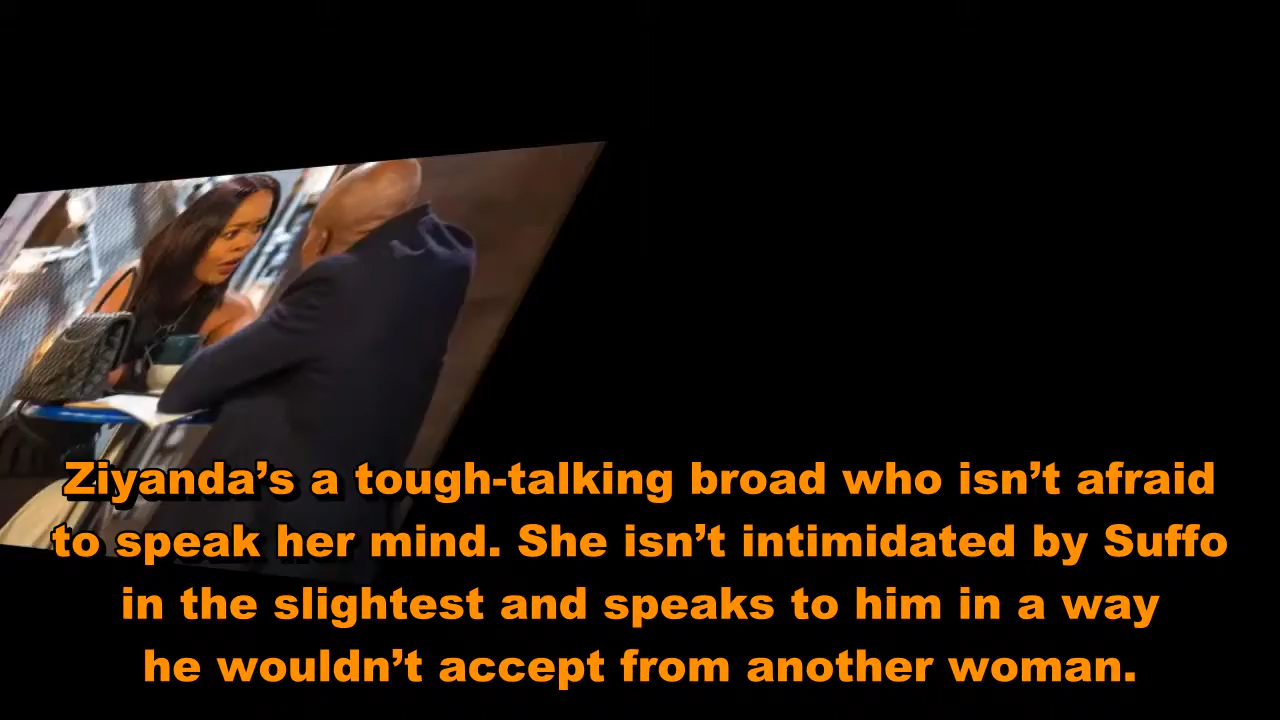 Ziyanda’s a tough-talking broad who isn’t afraid
to speak her mind. She isn’t intimidated by Suffo
in the slightest and speaks to him in a way
he wouldn’t accept from another woman.